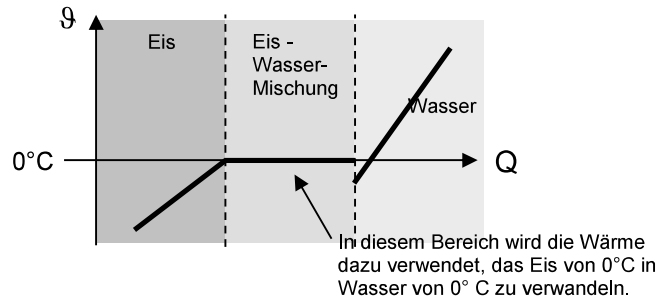 ϑ
Eis
Eis -
Wasser-
Mischung
Wasser
0°C
Q
In diesem Bereich wird die Wärme
dazu verwendet, das Eis von 0°C in
Wasser von 0° C zu verwandeln.